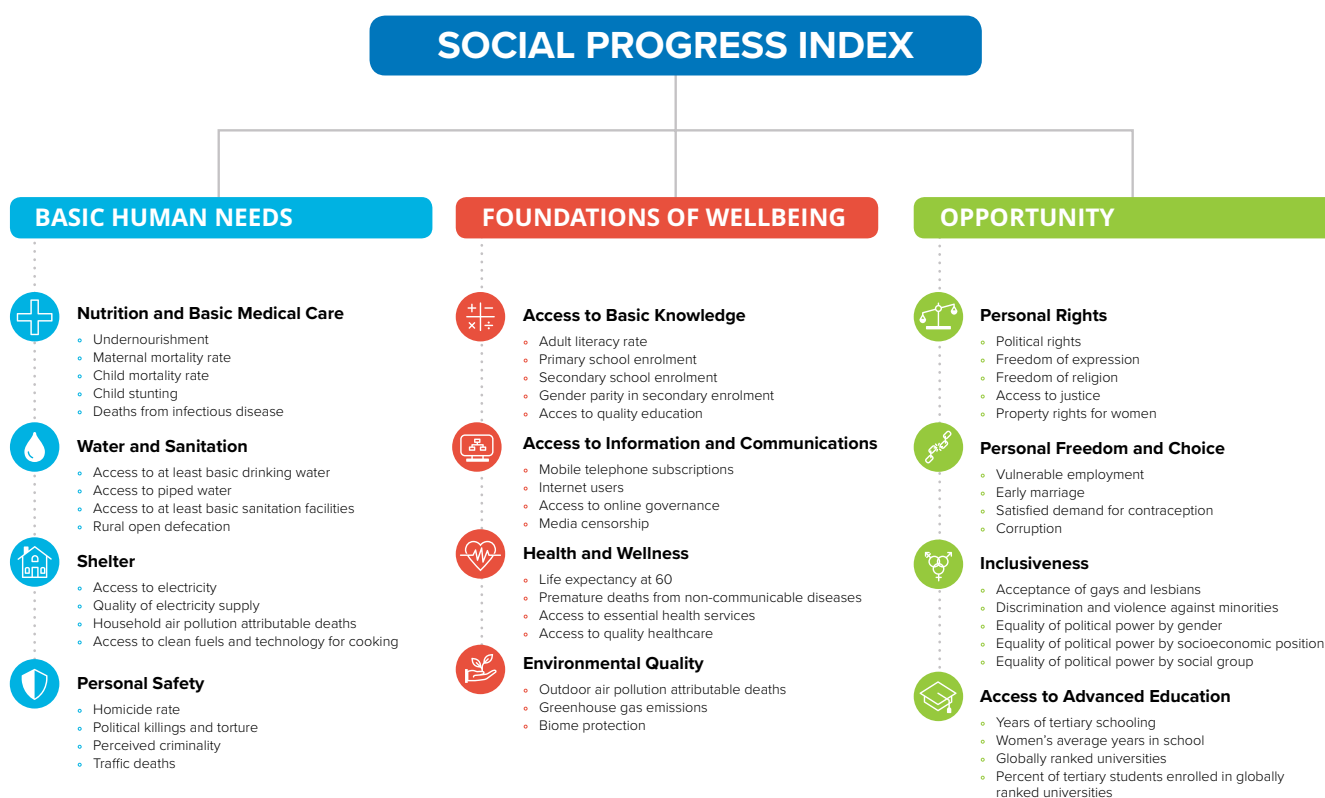 SOCIAL PROGRESS INDEX
BASIC HUMAN NEEDS
Nutrition and Basic Medical Care
Undernourishment
Maternal mortality rate
Child mortality rate
Child stunting
Deaths from infectious disease
Water and Sanitation
Access to at least basic drinking water
Access to piped water
Access to at least basic sanitation facilities
Rural open defecation
Shelter
Access to electricity
Quality of electricity supply
Household air pollution attributable deaths
Access to clean fuels and technology for cooking
Personal Safety
Homicide rate
Political killings and torture
Perceived criminality
Traffic deaths
FOUNDATIONS OF WELLBEING
Access to Basic Knowledge
Adult literacy rate
Primary school enrolment
Secondary school enrolment
Gender parity in secondary enrolment
Acces to quality education
Access to Information and Communications
Mobile telephone subscriptions
Internet users
Access to online governance
Media censorship
Health and Wellness
Life expectancy at 60
Premature deaths from non-communicable diseases
Access to essential health services
Access to quality healthcare
Environmental Quality
Outdoor air pollution attributable deaths
Greenhouse gas emissions
Biome protection
OPPORTUNITY
Personal Rights
Political rights
Freedom of expression
Freedom of religion
Access to justice
Property rights for women
Personal Freedom and Choice
Vulnerable employment
Early marriage
Satisfied demand for contraception
Corruption
Inclusiveness
Acceptance of gays and lesbians
Discrimination and violence against minorities
Equality of political power by gender
Equality of political power by socioeconomic position
Equality of political power by social group
Access to Advanced Education
Years of tertiary schooling
Women's average years in school
Globally ranked universities
Percent of tertiary students enrolled in globally
ranked universities